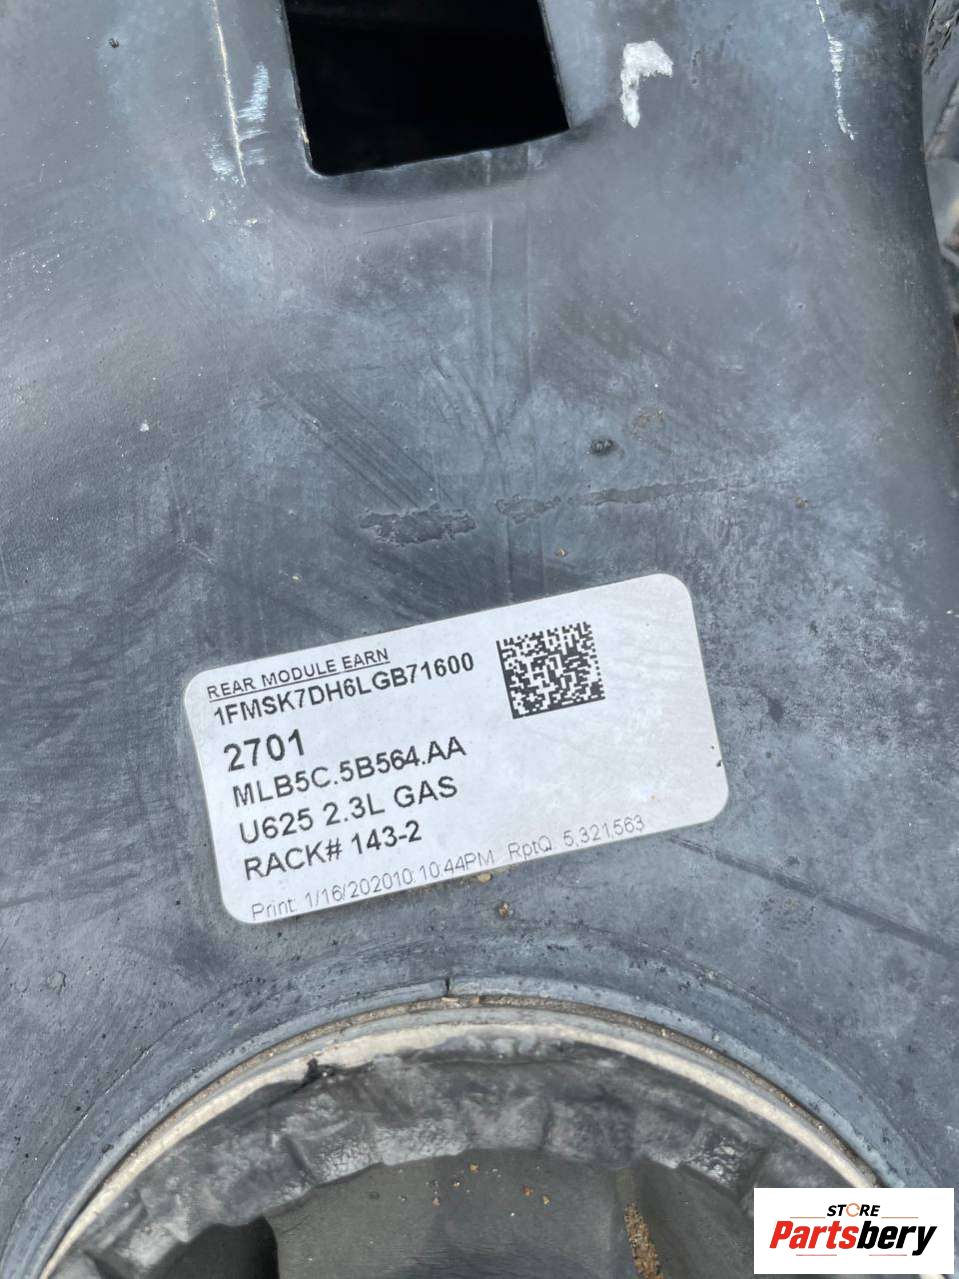 REAR MODULE EARN
1FMSK7DH6LGB71600
2701
MLB5C.5B564.AA
U625 2.3L GAS
RACK# 143-2
Print: 1/16/202010:10:44PM RptQ: 5,321,563
STORE
Partsbery